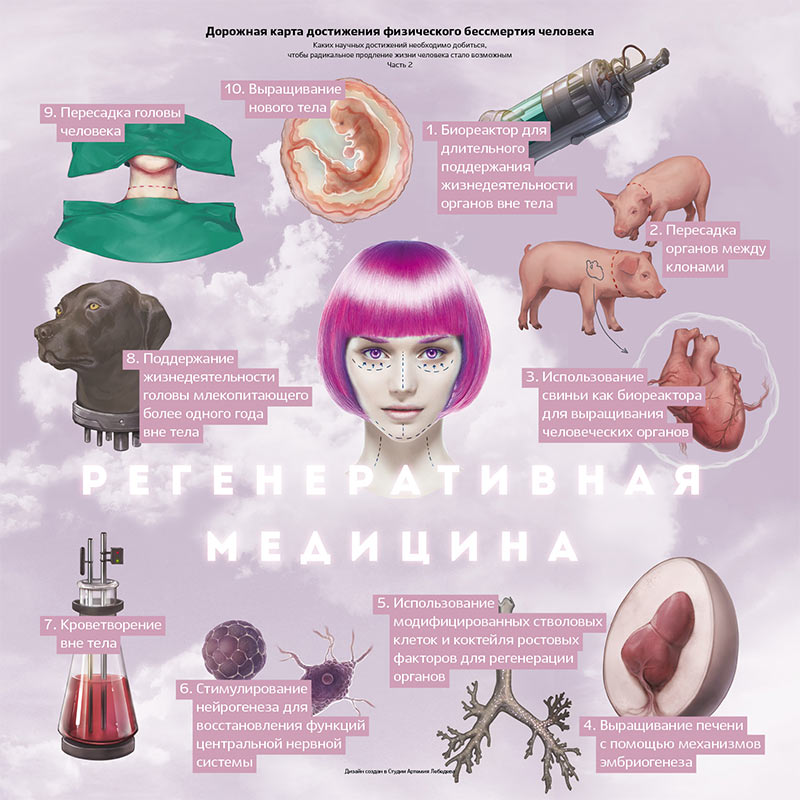 Дорожная карта достижения физического бессмертия человека
Каких научных достижений необходимо добиться,
чтобы радикальное продление жизни человека стало возможным
Часть 2
10. Выращивание
нового тела
9. Пересадка головы
человека
1. Биореактор для
длительного
поддержания
жизнедеятельности
органов вне тела
2. Пересадка
органов между
клонами
8. Поддержание
жизнедеятельности
головы млекопитающего
более одного года
вне тела
3. Использование
свиньи как биореактора
для выращивания
человеческих органов
РЕГЕНЕРАТИВНАЯ
МЕДИЦИНА
7. Кроветворение
вне тела
5. Использование
модифицированных стволовых
клеток и коктейля ростовых
факторов для регенерации
органов
6. Стимулирование
нейрогенеза для
восстановления функций
центральной нервной
системы
4. Выращивание печени
с помощью механизмов
эмбриогенеза
Дизайн создан в Студии Артемия Лебедева